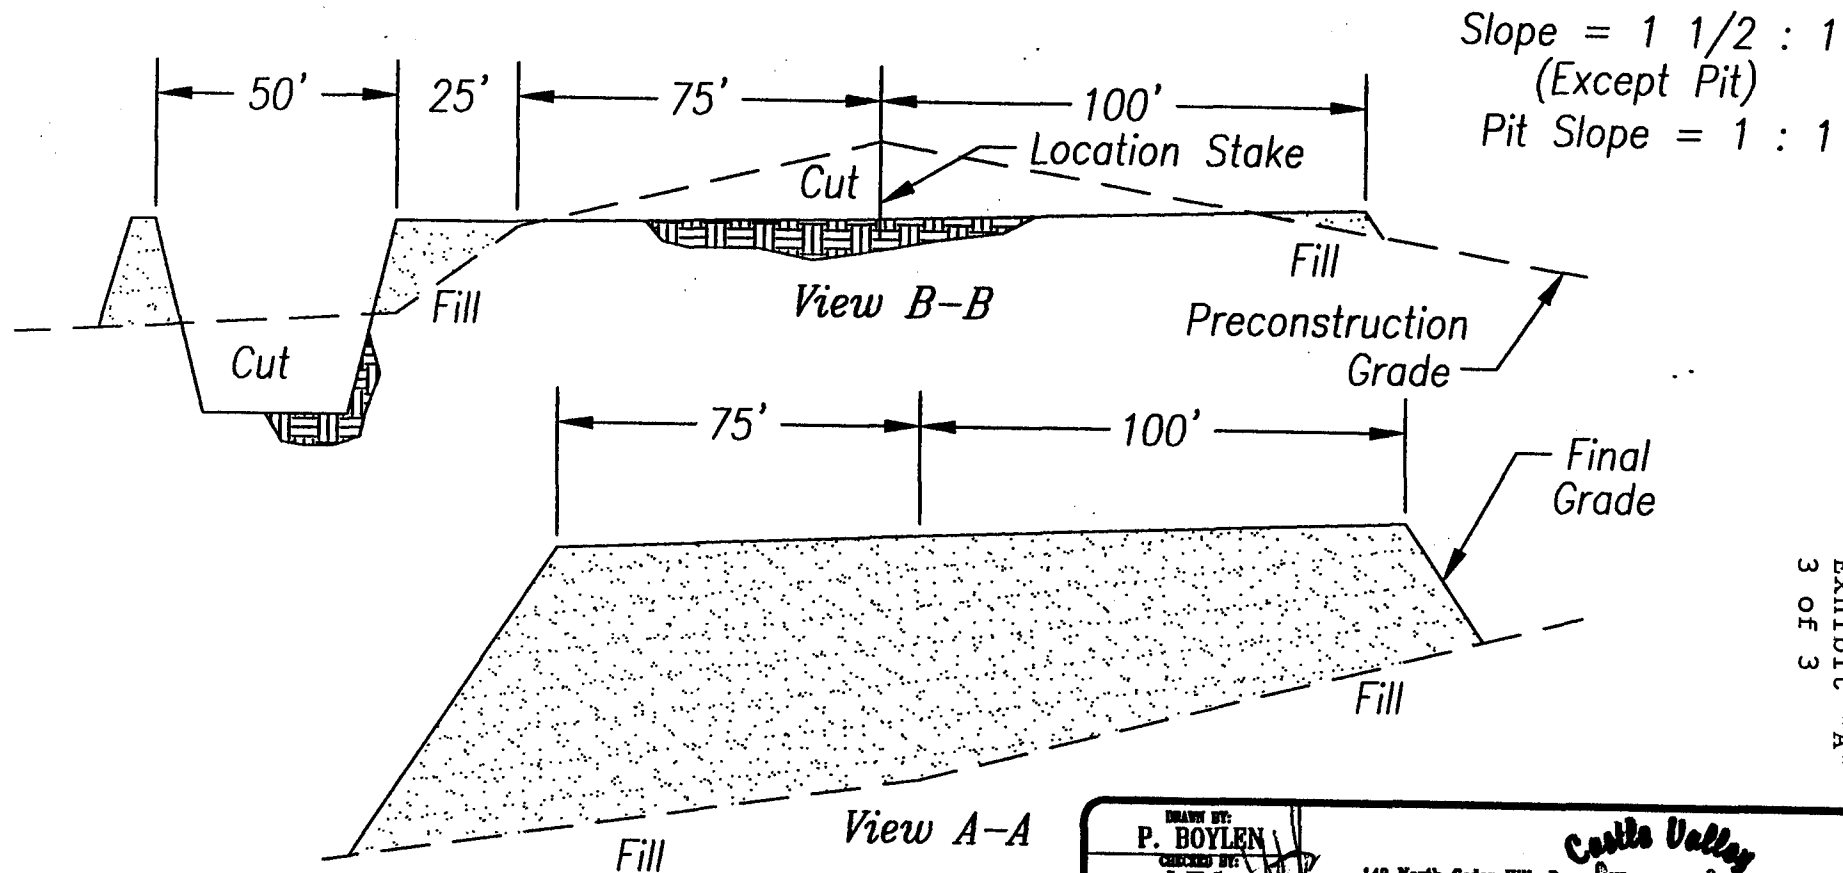 Slope = 1 1/2 : 1
(Except Pit)
Pit Slope = 1 : 1
50'
25'
75'
100'
Location Stake
Cut
Fill
Fill
View B-B
Preconstruction
Grade
Cut
75'
100'
Final
Grade
3 of 3
Fill
Fill
View A-A
DRAWN BY:
P. BOYLEN
CHECKED BY:
Castle Valley